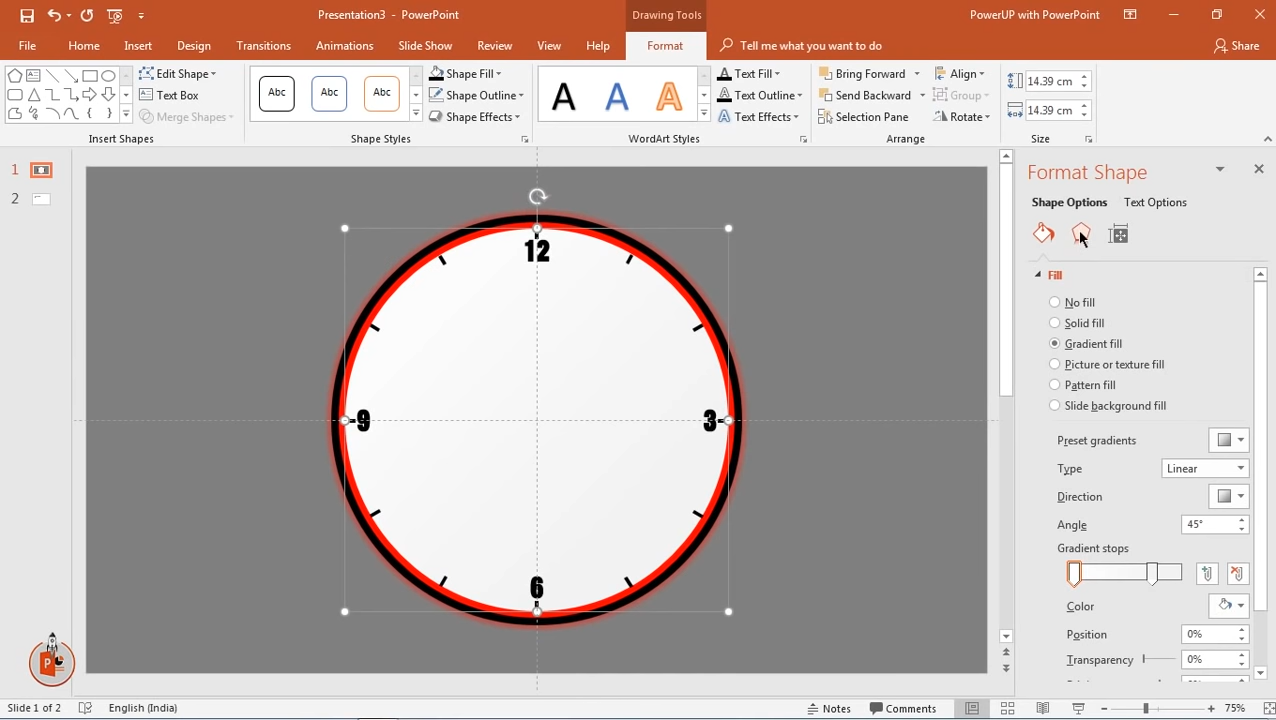 Presentation3 - PowerPoint
Drawing Tools
PowerUP with PowerPoint
File
Home
Insert
Design
Transitions
Animations
Slide Show
Review
View
Help
Format
Tell me what you want to do
Share
Edit Shape
Text Box
Merge Shapes
Insert Shapes
Abc
Abc
Abc
Shape Fill
Shape Outline
Shape Effects
Shape Styles
A
A
A
Text Fill
Text Outline
Text Effects
WordArt Styles
Bring Forward
Send Backward
Selection Pane
Align
Group
Rotate
Arrange
14.39 cm
14.39 cm
Size
1
2
12
9
3
6
P
Format Shape
Shape Options
Text Options
Fill
No fill
Solid fill
Gradient fill
Picture or texture fill
Pattern fill
Slide background fill
Preset gradients
Type
Linear
Direction
Angle
45°
Gradient stops
Color
Position
0%
Transparency
0%
Slide 1 of 2
English (India)
Notes
Comments
75%